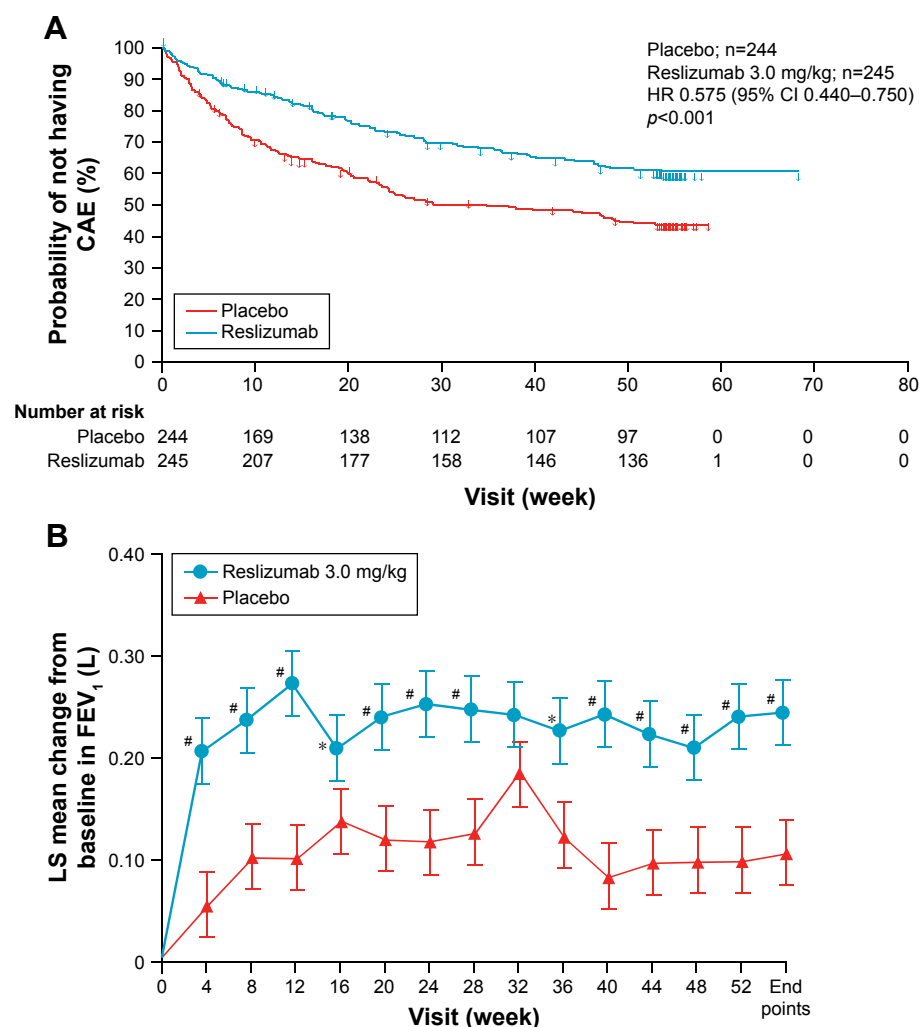 A
Probability of not having
CAE (%)
100
90
80
70
60
50
40
30
20
10
0
Placebo; n=244
Reslizumab 3.0 mg/kg; n=245
HR 0.575 (95% CI 0.440–0.750)
p<0.001
Placebo
Reslizumab
0 10 20 30 40 50 60 70 80
Number at risk
Placebo 244 169 138 112 107 97 0 0 0
Reslizumab 245 207 177 158 146 136 1 0 0
Visit (week)
B
LS mean change from
baseline in FEV₁ (L)
0.40
0.30
0.20
0.10
0
Reslizumab 3.0 mg/kg
Placebo
# # # * # # # * # # # # #
0 4 8 12 16 20 24 28 32 36 40 44 48 52 End
points
Visit (week)